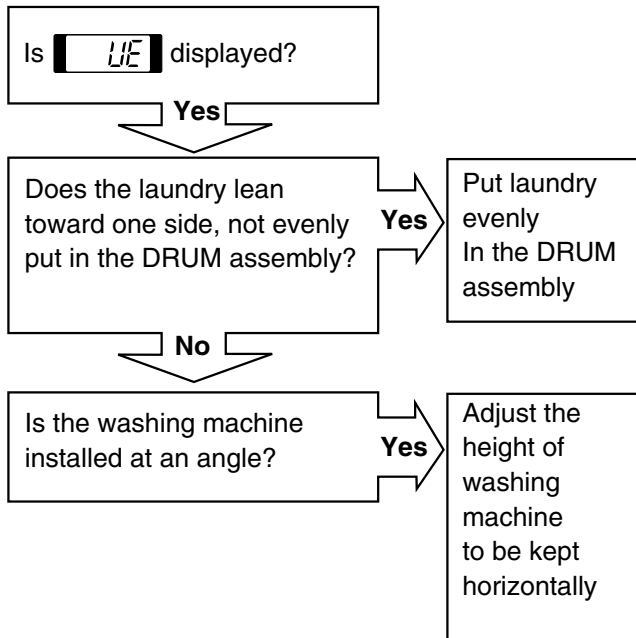 Is UE displayed?
Yes
Does the laundry lean
toward one side, not evenly
put in the DRUM assembly?
Yes
Put laundry
evenly
In the DRUM
assembly
No
Is the washing machine
installed at an angle?
Yes
Adjust the
height of
washing
machine
to be kept
horizontally